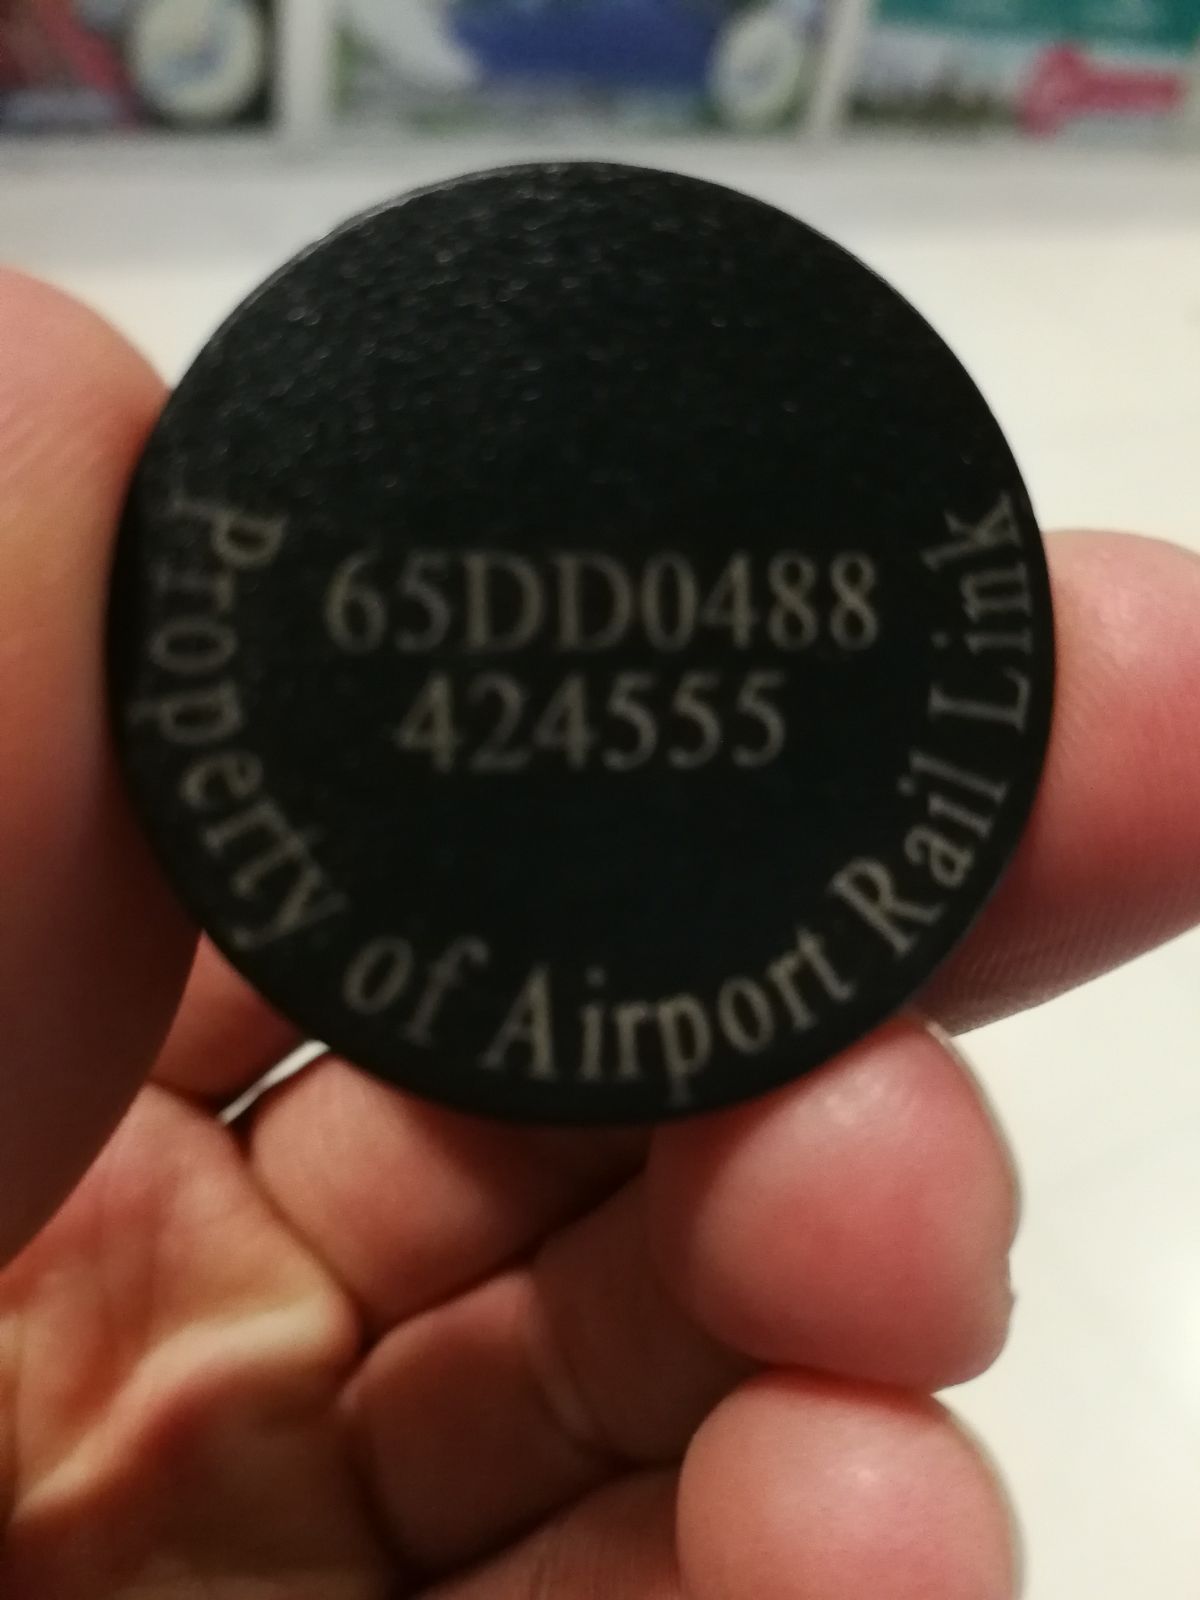 65DD0488
424555
Property of Airport Rail Link